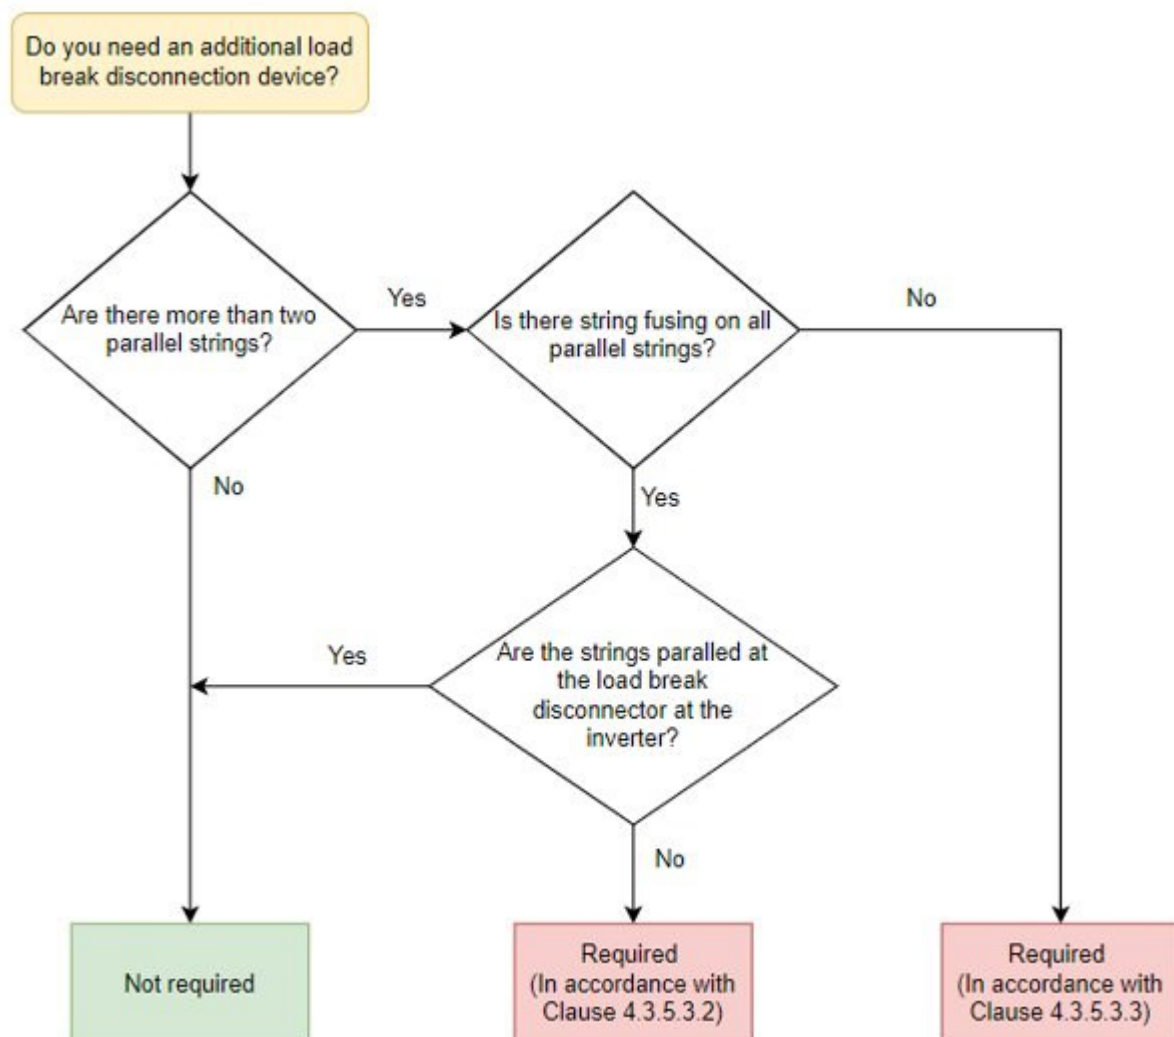 Do you need an additional load
break disconnection device?
Are there more than two
parallel strings?
Yes
Is there string fusing on all
parallel strings?
No
No
Yes
Yes
Are the strings paralled at
the load break
disconnector at the
inverter?
No
Not required
Required
(In accordance with
Clause 4.3.5.3.2)
Required
(In accordance with
Clause 4.3.5.3.3)